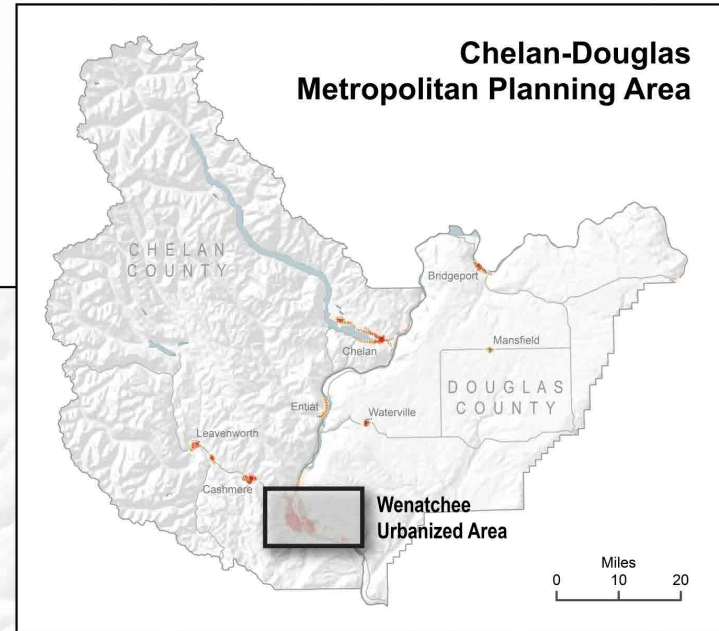 Chelan-Douglas
Metropolitan Planning Area
CHELAN
COUNTY
Bridgeport
Mansfield
Chelan
DOUGLAS
COUNTY
Entiat
Waterville
Leavenworth
Cashmere
Wenatchee
Urbanized Area
Miles
0 10 20